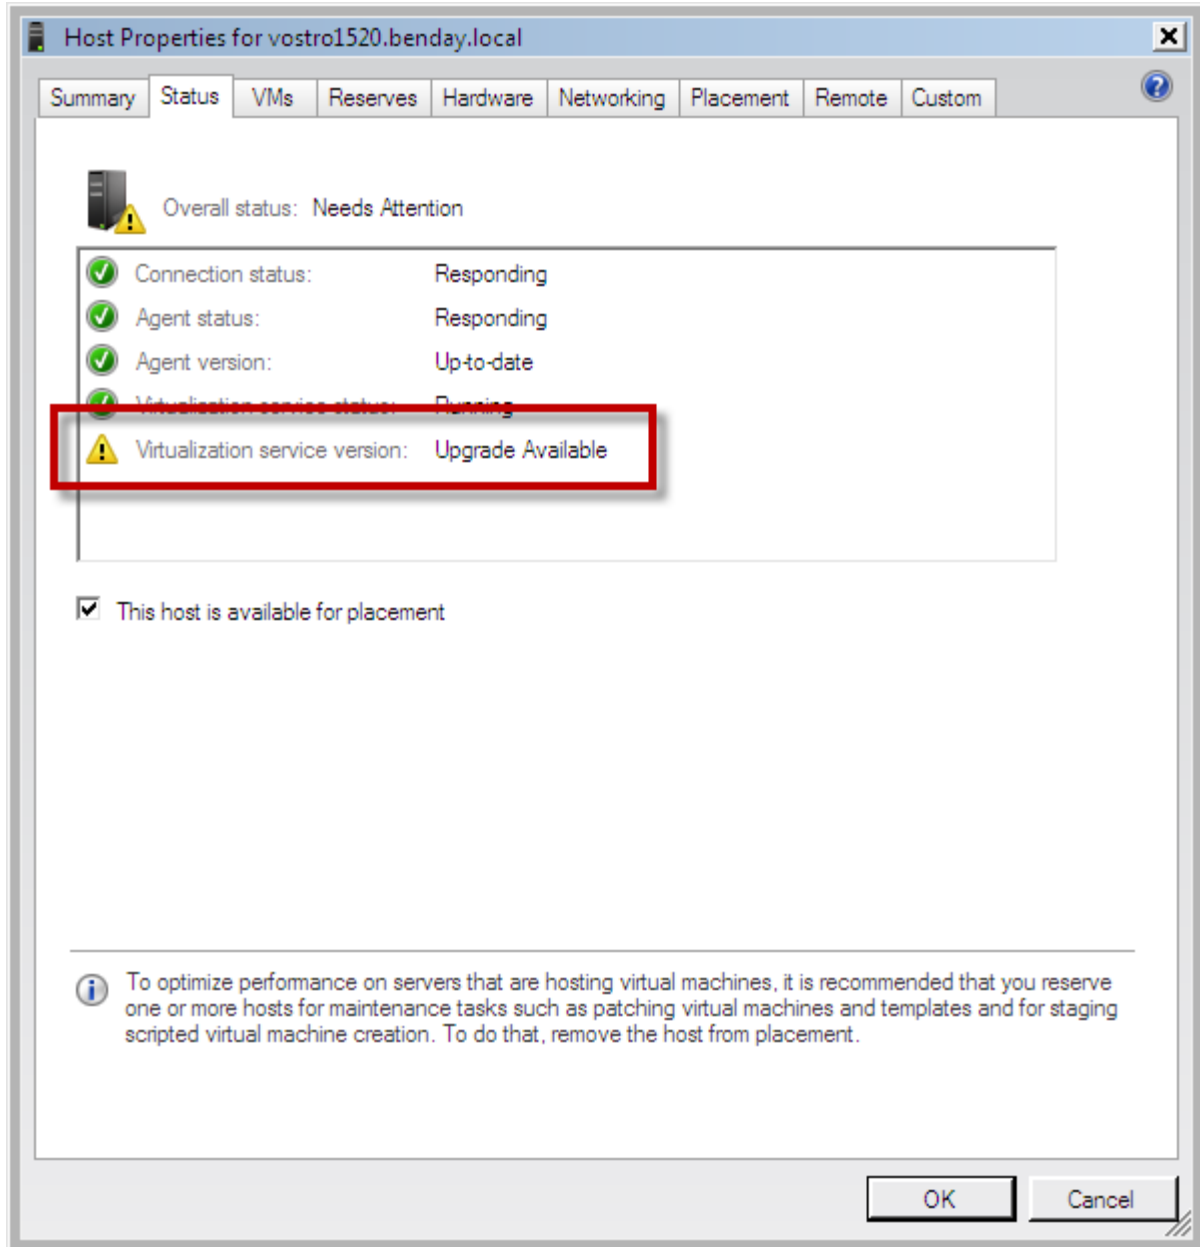 Host Properties for vostro1520.benday.local
Summary Status VMs Reserves Hardware Networking Placement Remote Custom
Overall status: Needs Attention
Connection status: Responding
Agent status: Responding
Agent version: Up-to-date
Virtualization service status: Running
Virtualization service version: Upgrade Available
This host is available for placement
To optimize performance on servers that are hosting virtual machines, it is recommended that you reserve
one or more hosts for maintenance tasks such as patching virtual machines and templates and for staging
scripted virtual machine creation. To do that, remove the host from placement.
OK Cancel